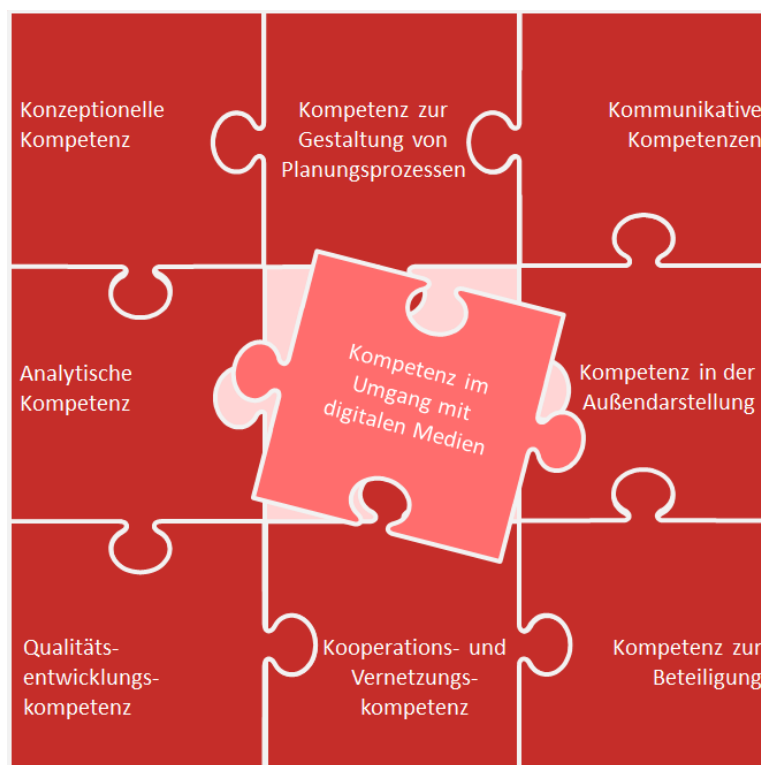 Konzeptionelle
Kompetenz
Kompetenz zur
Gestaltung von
Planungsprozessen
Kommunikative
Kompetenzen
Analytische
Kompetenz
Kompetenz im
Umgang mit
digitalen Medien
Kompetenz in der
Außendarstellung
Qualitäts-
entwicklungs-
kompetenz
Kooperations- und
Vernetzungs-
kompetenz
Kompetenz zur
Beteiligung